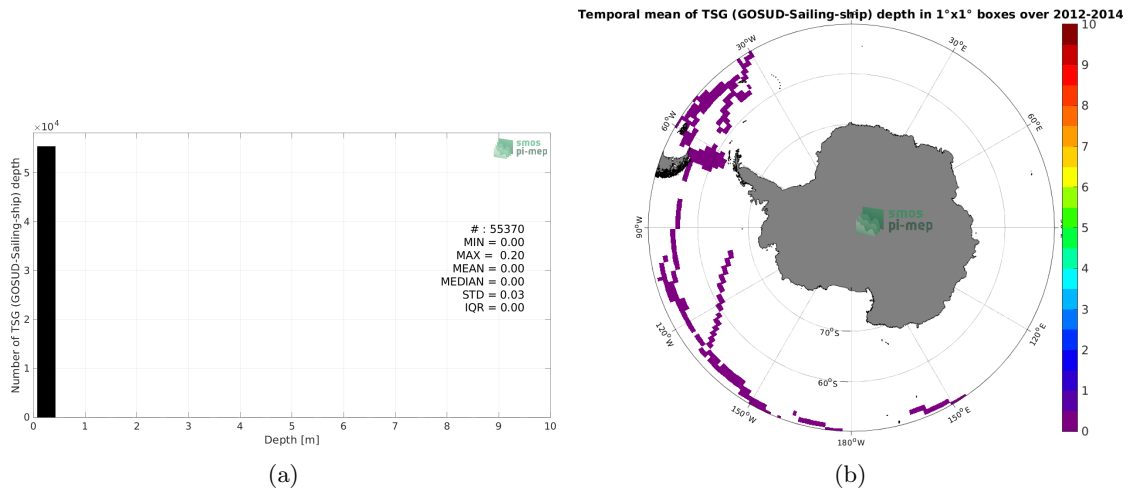 Temporal mean of TSG (GOSUD-Sailing-ship) depth in 1°x1° boxes over 2012-2014
×10⁴
Number of TSG (GOSUD-Sailing-ship) depth
5
4
3
2
1
0
0 1 2 3 4 5 6 7 8 9 10
Depth [m]
smos
pi-mep
# : 55370
MIN = 0.00
MAX = 0.20
MEAN = 0.00
MEDIAN = 0.00
STD = 0.03
IQR = 0.00
(a)
30°W
30°E
60°W
60°E
90°W
120°W
120°E
150°W
150°E
180°W
70°S
60°S
smos
pi-mep
10
9
8
7
6
5
4
3
2
1
0
(b)